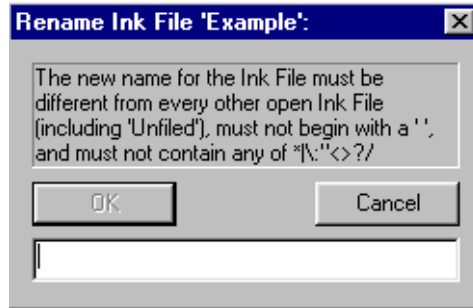 Rename Ink File 'Example':
The new name for the Ink File must be
different from every other open Ink File
(including 'Unfiled'), must not begin with a ' ',
and must not contain any of *|\:"<>?/
OK
Cancel